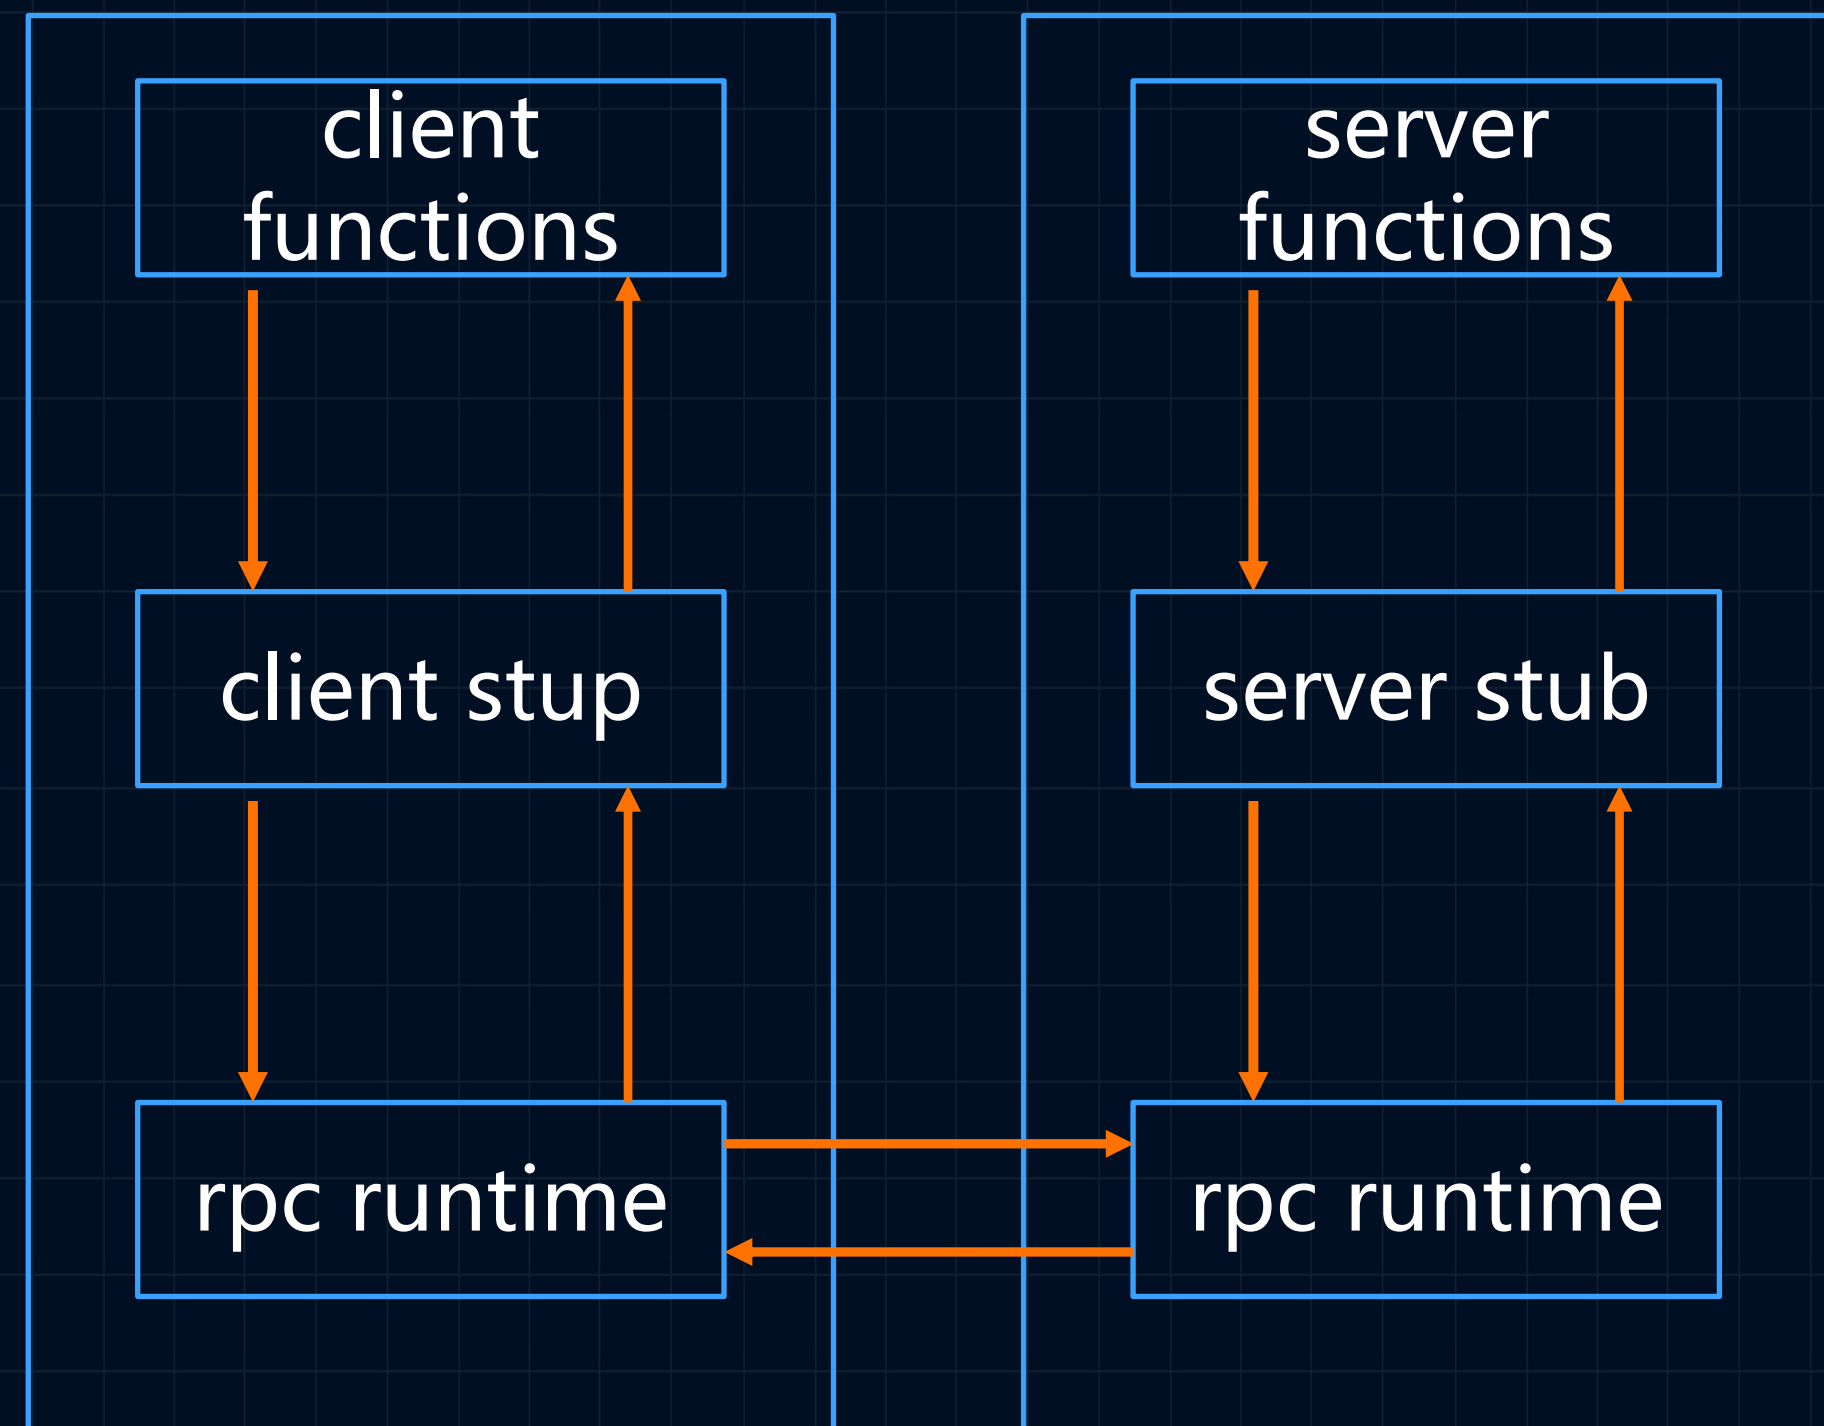 client
functions
client stup
rpc runtime
server
functions
server stub
rpc runtime